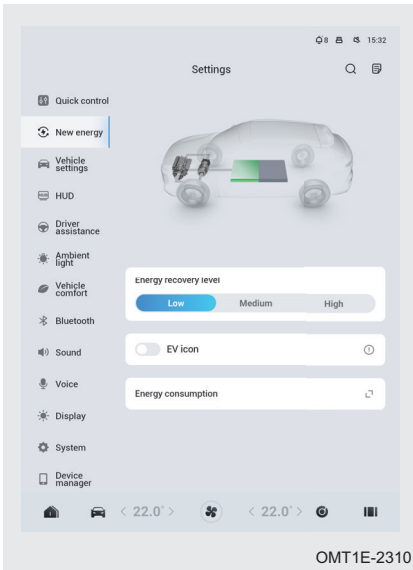 8 15:32
Settings
Quick control
New energy
Vehicle
settings
HUD
HUD
Driver
assistance
Ambient
light
Vehicle
comfort
Bluetooth
Sound
Voice
Display
System
Device
manager
Energy recovery level
Low Medium High
EV icon
Energy consumption
< 22.0° > < 22.0° >
OMT1E-2310